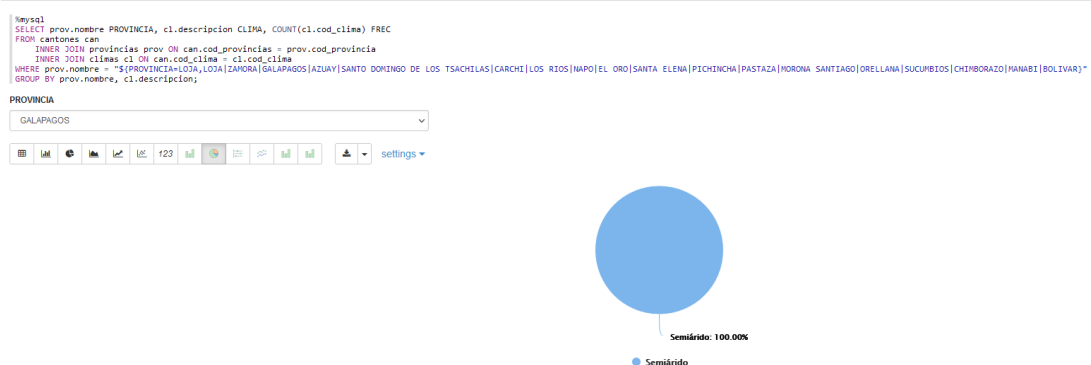 %mysql
SELECT prov.nombre PROVINCIA, cl.descripcion CLIMA, COUNT(cl.cod_clima) FREC
FROM cantones can
INNER JOIN provincias prov ON can.cod_provincias = prov.cod_provincia
INNER JOIN climas cl ON can.cod_clima = cl.cod_clima
WHERE prov.nombre = "${PROVINCIA=LOJA,LOJA|ZAMORA|GALAPAGOS|AZUAY|SANTO DOMINGO DE LOS TSACHILAS|CARCHI|LOS RIOS|NAPO|EL ORO|SANTA ELENA|PICHINCHA|PASTAZA|MORONA SANTIAGO|ORELLANA|SUCUMBIOS|CHIMBORAZO|MANABI|BOLIVAR}"
GROUP BY prov.nombre, cl.descripcion;
PROVINCIA
GALAPAGOS
123 settings
Semiárido: 100.00%
Semiárido